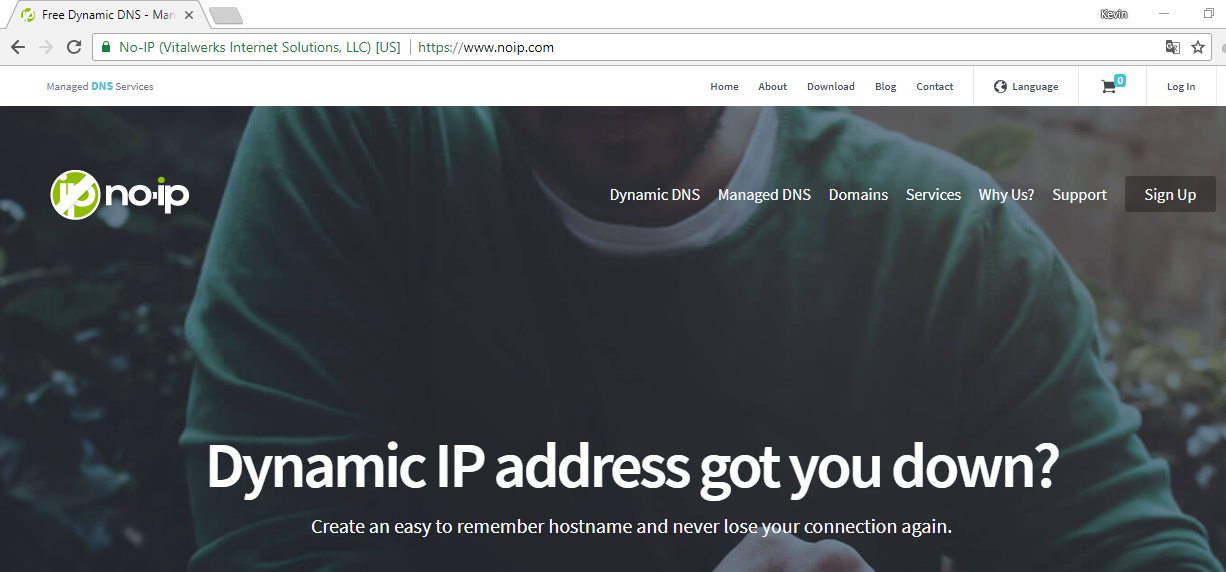 Free Dynamic DNS - Man
Kevin
No-IP (Vitalwerks Internet Solutions, LLC) [US] https://www.noip.com
Managed DNS Services Home About Download Blog Contact Language 0 Log In
no-ip Dynamic DNS Managed DNS Domains Services Why Us? Support Sign Up
Dynamic IP address got you down?
Create an easy to remember hostname and never lose your connection again.